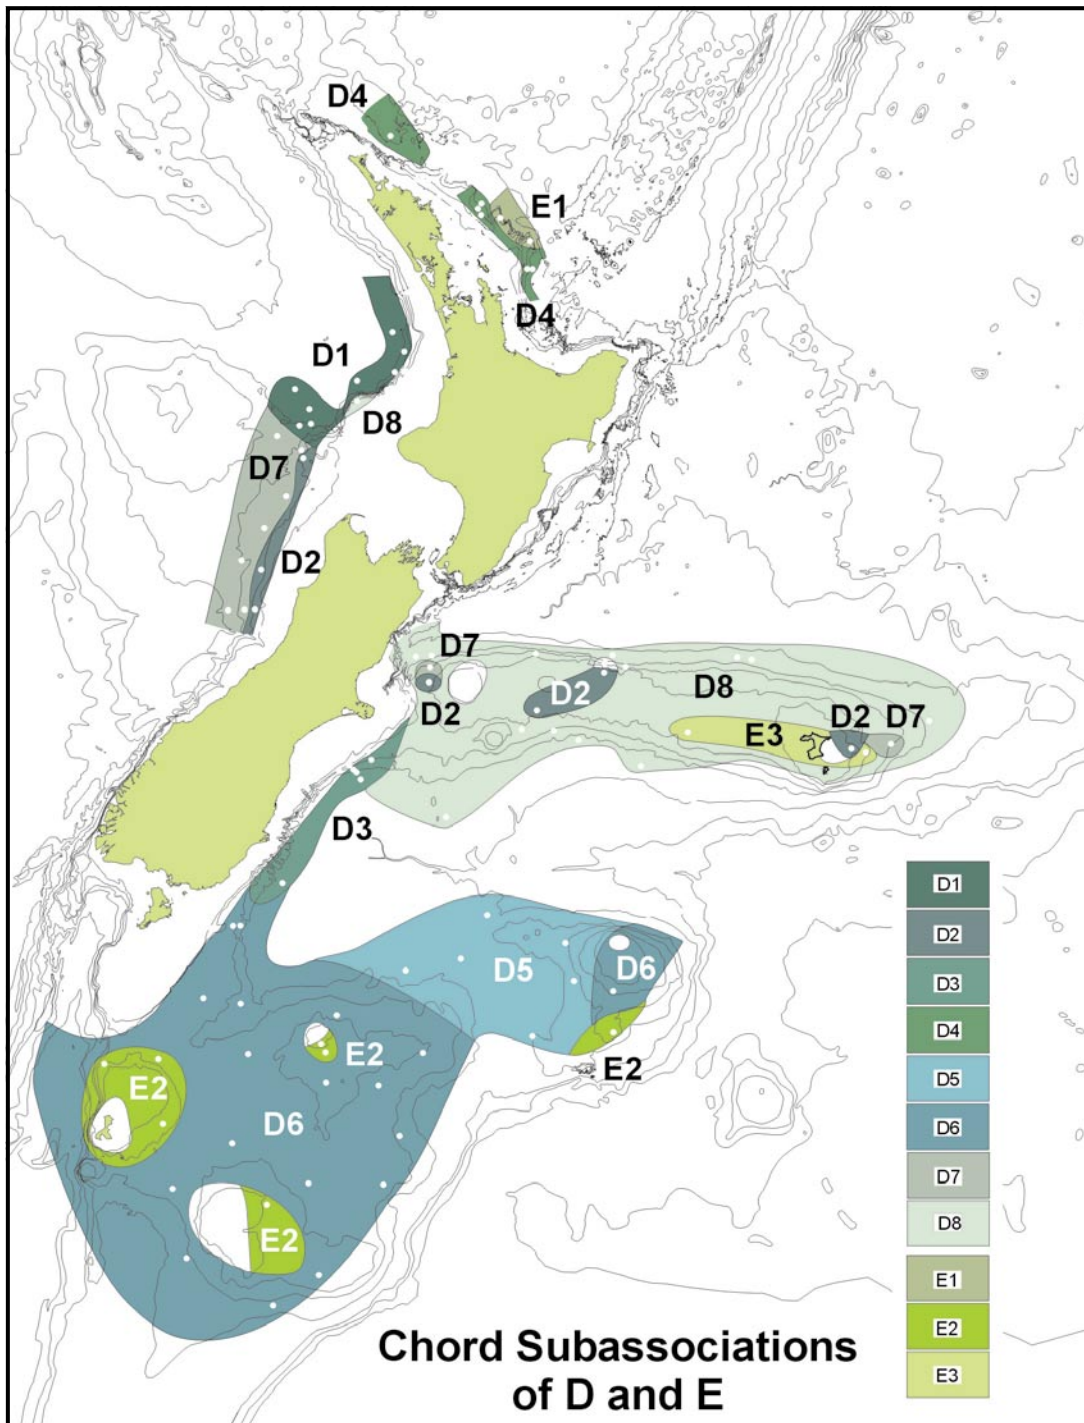 D4
E1
D4
D1
D8
D7
D2
D7
D2
D2
D8
D2
D7
E3
D3
D5
D6
E2
E2
E2
D6
E2
D1
D2
D3
D4
D5
D6
D7
D8
E1
E2
E3
Chord Subassociations
of D and E